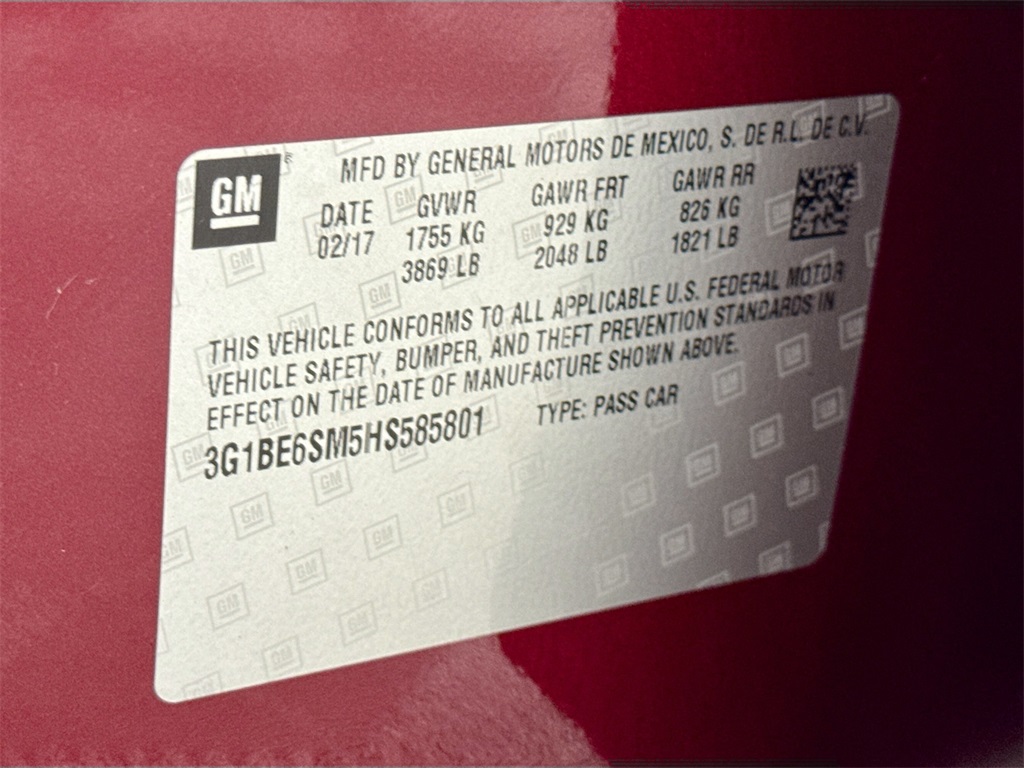 GM
MFD BY GENERAL MOTORS DE MEXICO, S. DE R.L. DE C.V.
DATE GVWR GAWR FRT GAWR RR
02/17 1755 KG 929 KG 826 KG
3869 LB 2048 LB 1821 LB
THIS VEHICLE CONFORMS TO ALL APPLICABLE U.S. FEDERAL MOTOR
VEHICLE SAFETY, BUMPER, AND THEFT PREVENTION STANDARDS IN
EFFECT ON THE DATE OF MANUFACTURE SHOWN ABOVE.
3G1BE6SM5HS585801 TYPE: PASS CAR